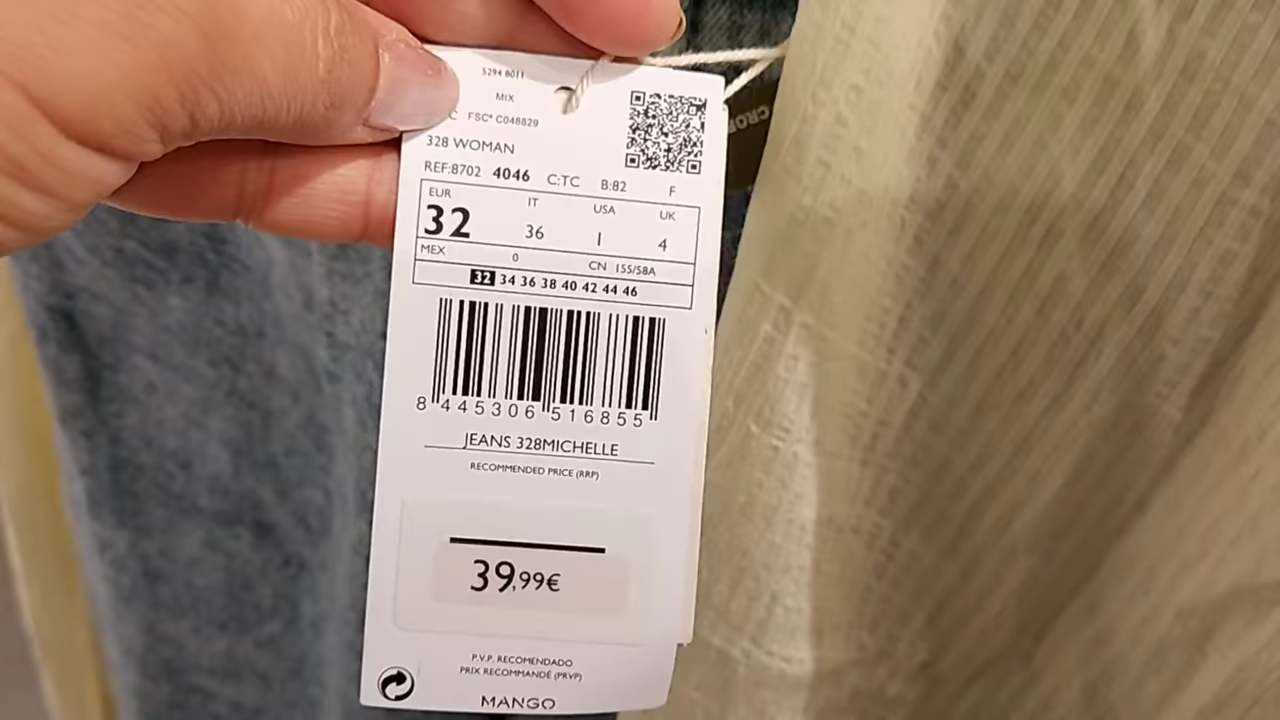 5294 8011
MIX
C FSC® C048829
328 WOMAN
REF:8702 4046 C:TC B:82 F
EUR IT USA UK
32 36 1 4
MEX 0 CN 155/58A
32 34 36 38 40 42 44 46
8 445306 516855
JEANS 328MICHELLE
RECOMMENDED PRICE (RRP)
39,99€
P.V.P. RECOMENDADO
PRIX RECOMMANDÉ (PRVP)
MANGO
CROP